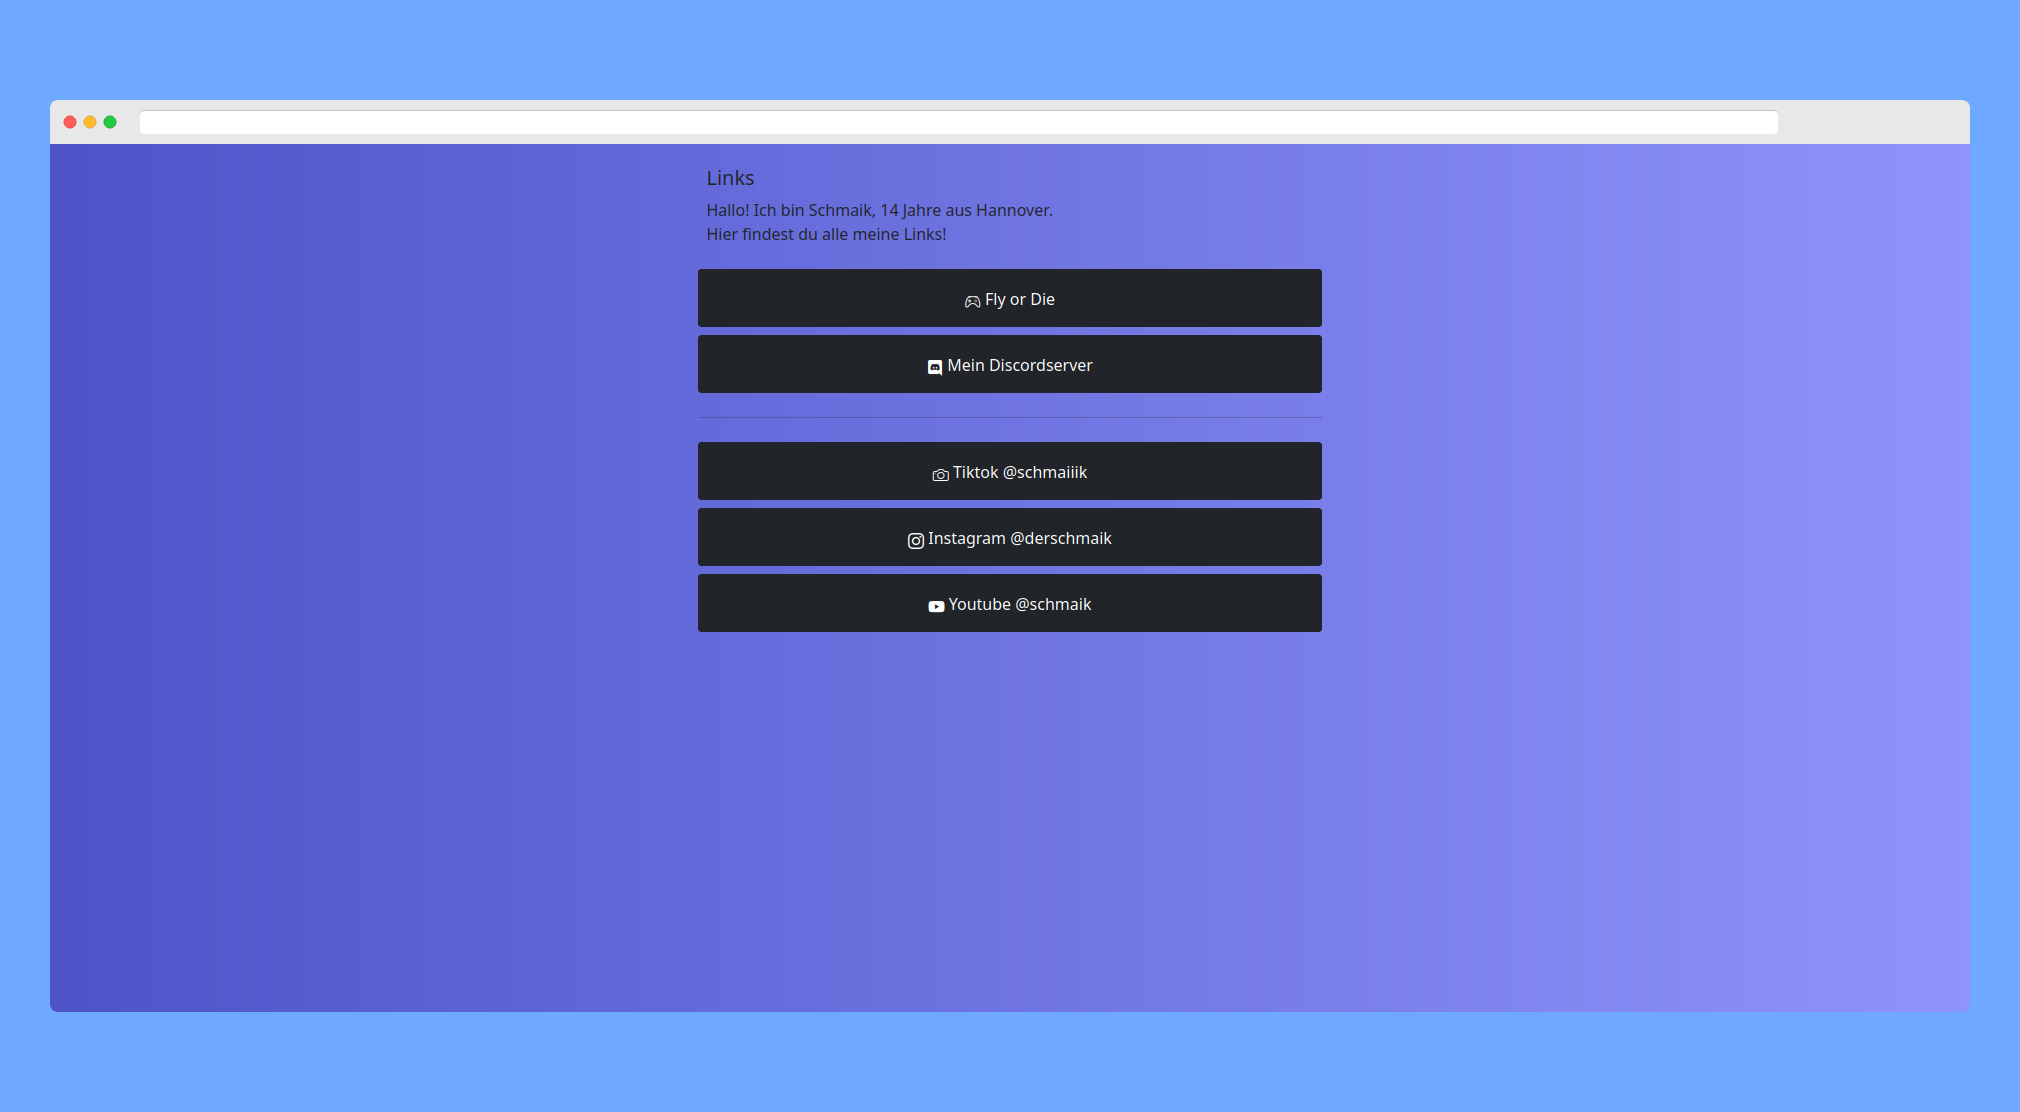 Links
Hallo! Ich bin Schmaik, 14 Jahre aus Hannover.
Hier findest du alle meine Links!
Fly or Die
Mein Discordserver
Tiktok @schmaiiik
Instagram @derschmaik
Youtube @schmaik